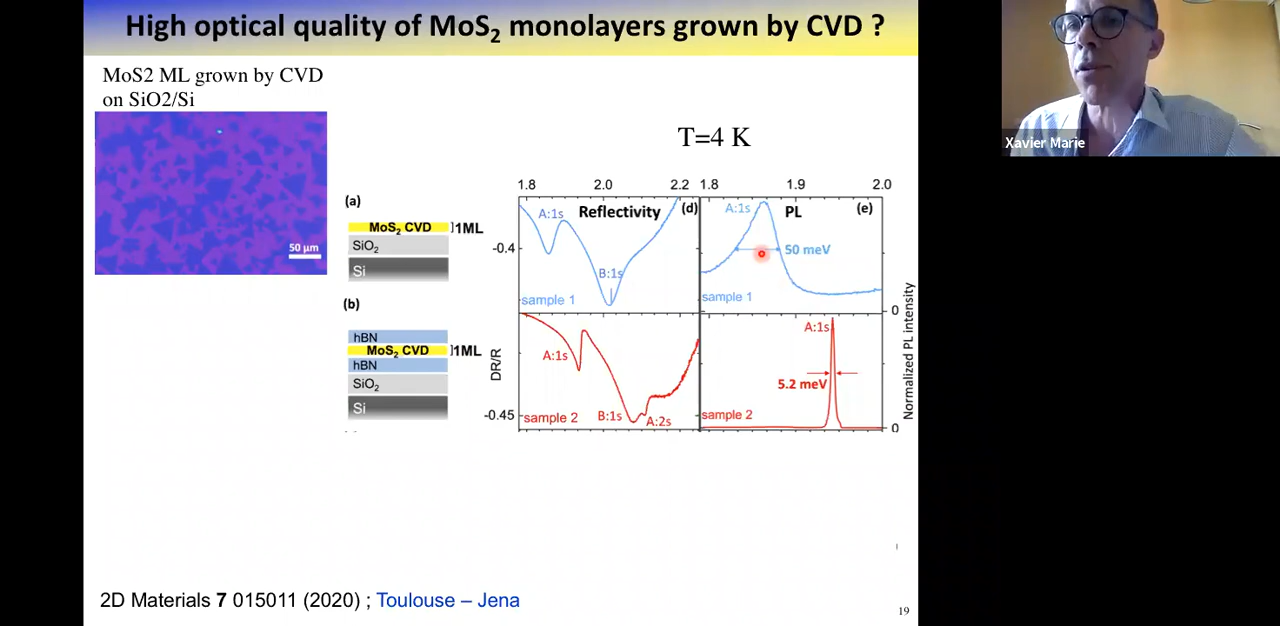 High optical quality of MoS2 monolayers grown by CVD ?
MoS2 ML grown by CVD
on SiO2/Si
50 µm
T=4 K
(a)
MoS2 CVD
]1ML
SiO2
Si
(b)
hBN
MoS2 CVD
]1ML
hBN
SiO2
Si
1.8 2.0 2.2
1.8 1.9 2.0
A:1s
Reflectivity
(d)
-0.4
B:1s
sample 1
A:1s
PL
(e)
50 meV
sample 1
0
DR/R
A:1s
-0.45
sample 2
B:1s
A:2s
A:1s
5.2 meV
sample 2
0
Normalized PL intensity
2D Materials 7 015011 (2020) ; Toulouse – Jena
19
Xavier Marie